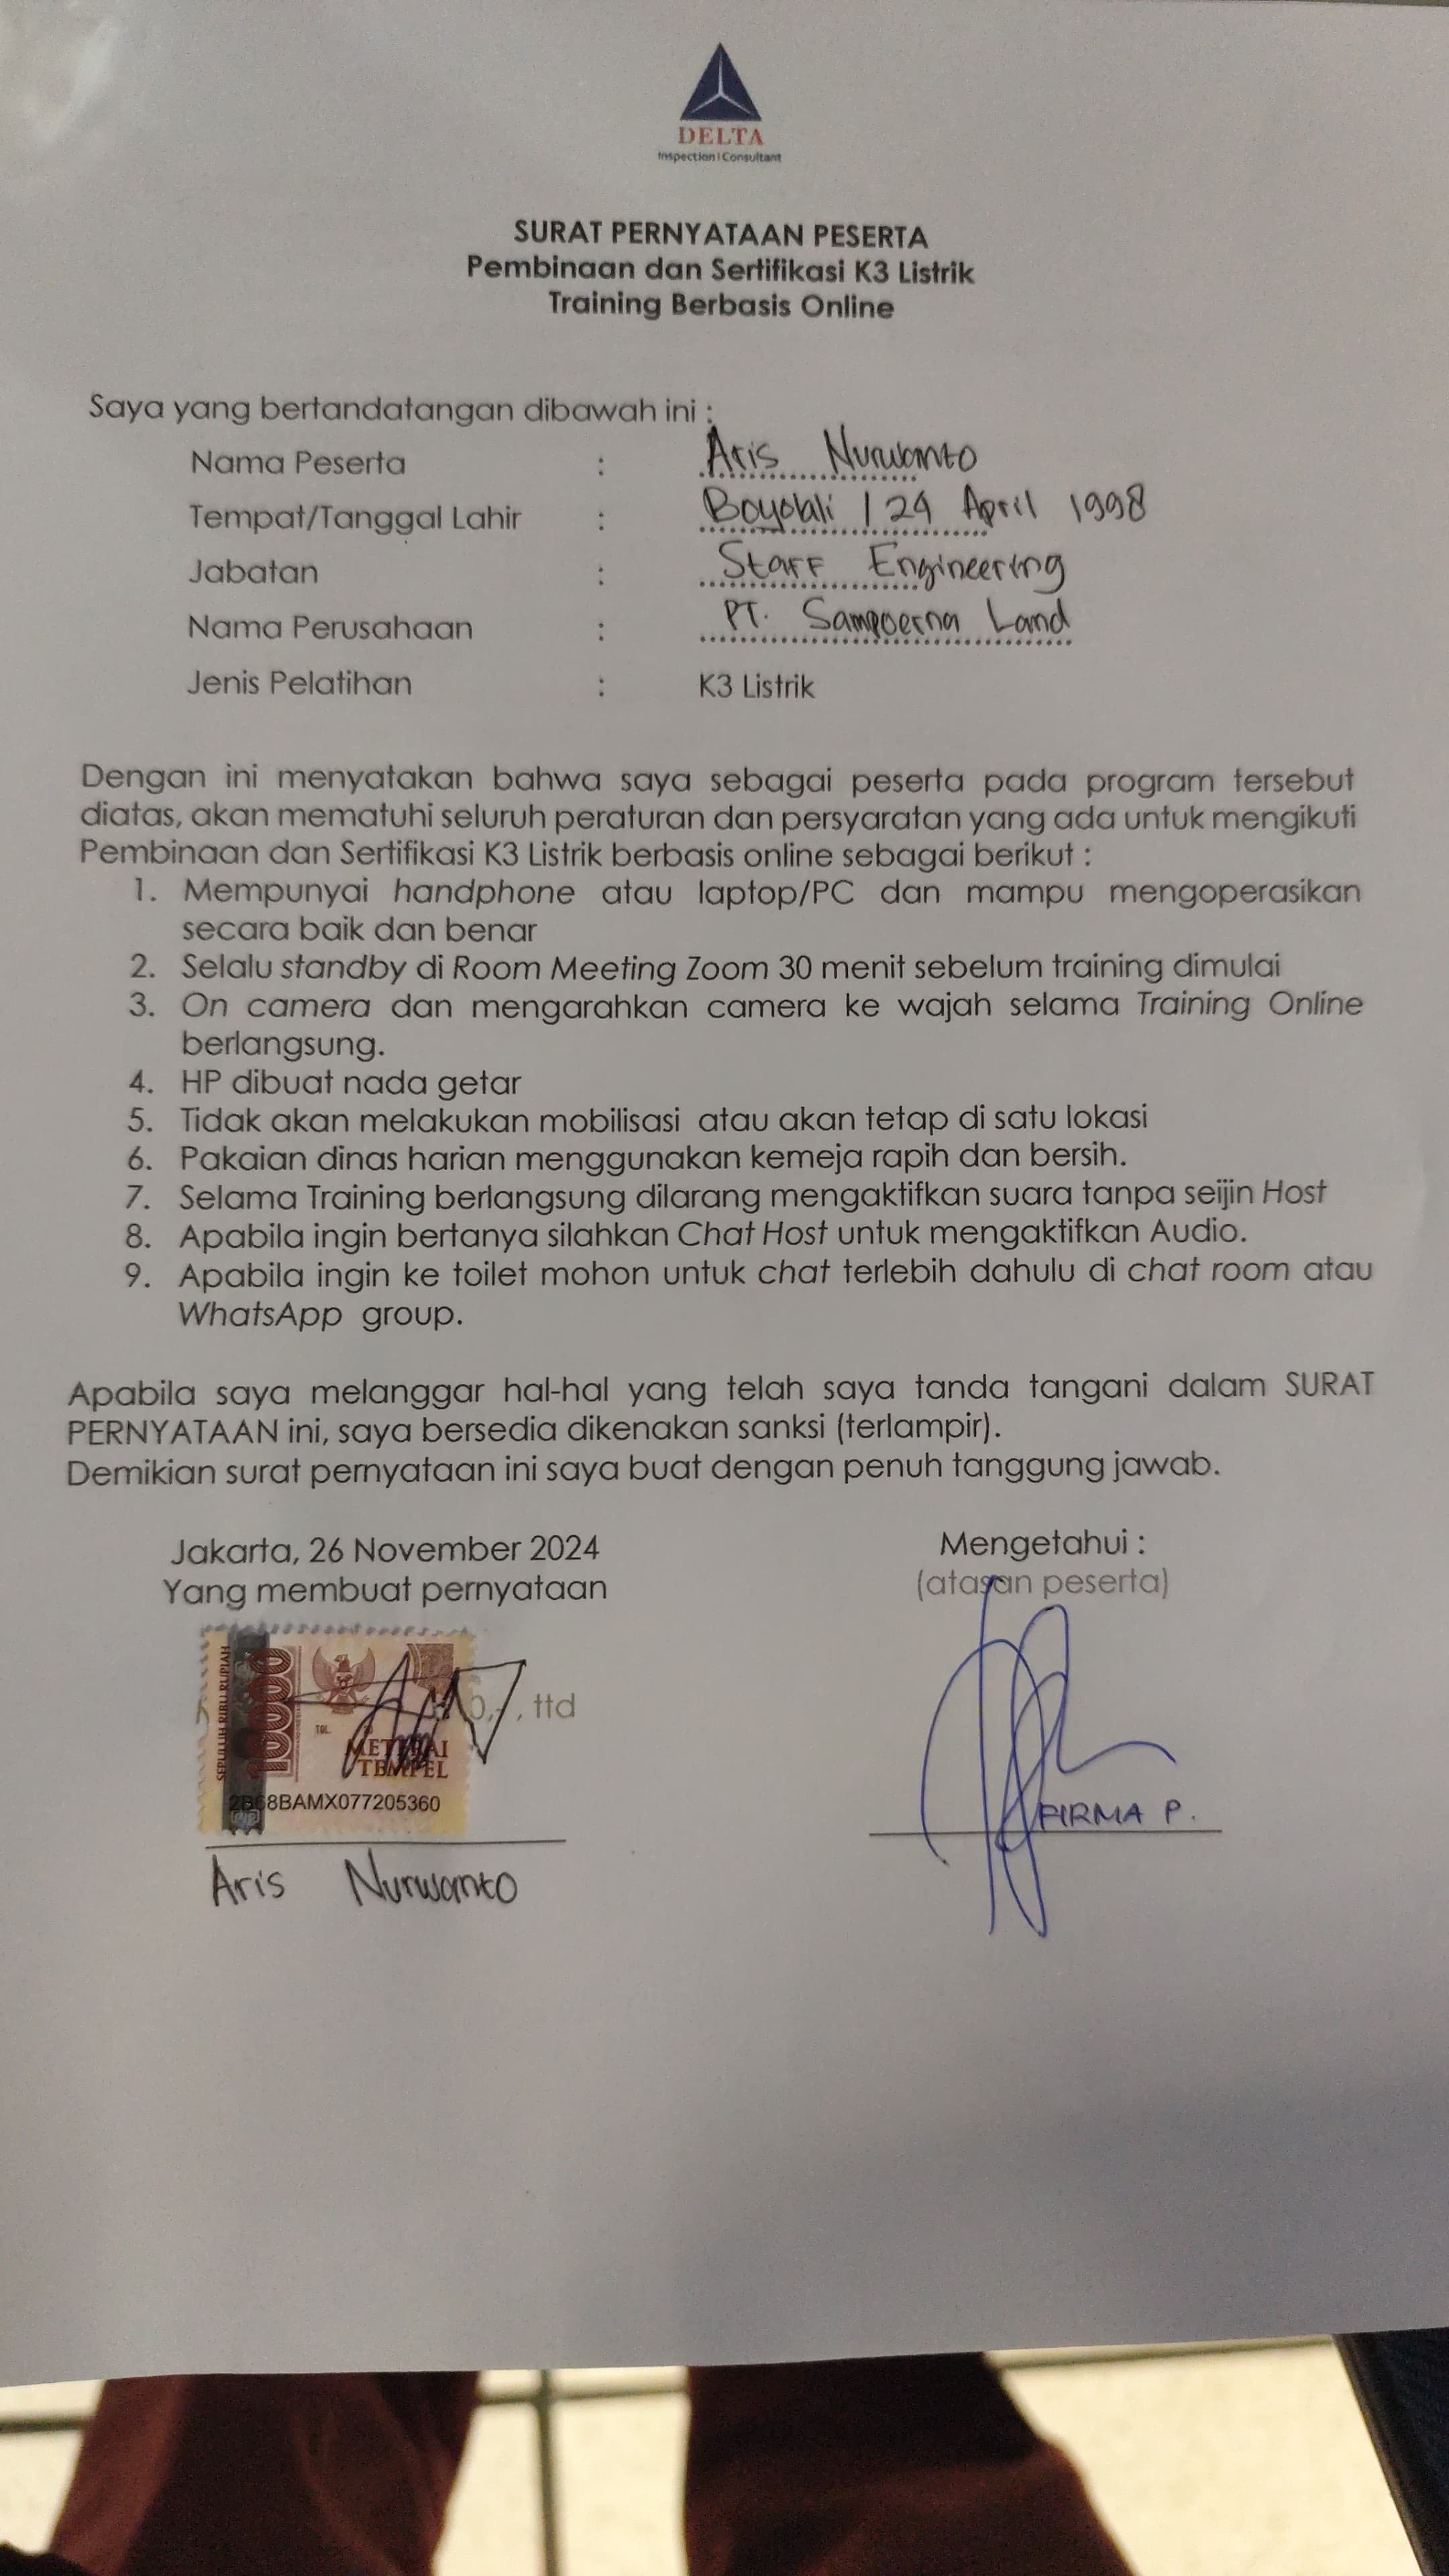 DELTA
Inspection | Consultant
SURAT PERNYATAAN PESERTA
Pembinaan dan Sertifikasi K3 Listrik
Training Berbasis Online
Saya yang bertandatangan dibawah ini :
Nama Peserta : Aris Nurwanto
Tempat/Tanggal Lahir : Boyolali / 24 April 1998
Jabatan : Staff Engineering
Nama Perusahaan : PT. Sampoerna Land
Jenis Pelatihan : K3 Listrik
Dengan ini menyatakan bahwa saya sebagai peserta pada program tersebut
diatas, akan mematuhi seluruh peraturan dan persyaratan yang ada untuk mengikuti
Pembinaan dan Sertifikasi K3 Listrik berbasis online sebagai berikut :
1. Mempunyai handphone atau laptop/PC dan mampu mengoperasikan
secara baik dan benar
2. Selalu standby di Room Meeting Zoom 30 menit sebelum training dimulai
3. On camera dan mengarahkan camera ke wajah selama Training Online
berlangsung.
4. HP dibuat nada getar
5. Tidak akan melakukan mobilisasi atau akan tetap di satu lokasi
6. Pakaian dinas harian menggunakan kemeja rapih dan bersih.
7. Selama Training berlangsung dilarang mengaktifkan suara tanpa seijin Host
8. Apabila ingin bertanya silahkan Chat Host untuk mengaktifkan Audio.
9. Apabila ingin ke toilet mohon untuk chat terlebih dahulu di chat room atau
WhatsApp group.
Apabila saya melanggar hal-hal yang telah saya tanda tangani dalam SURAT
PERNYATAAN ini, saya bersedia dikenakan sanksi (terlampir).
Demikian surat pernyataan ini saya buat dengan penuh tanggung jawab.
Jakarta, 26 November 2024
Yang membuat pernyataan
SEPULUH RIBU RUPIAH
10000
TGL.
0,- , ttd
METERAI
TEMPEL
2B68BAMX077205360
Aris Nurwanto
Mengetahui :
(atasan peserta)
FIRMA P.